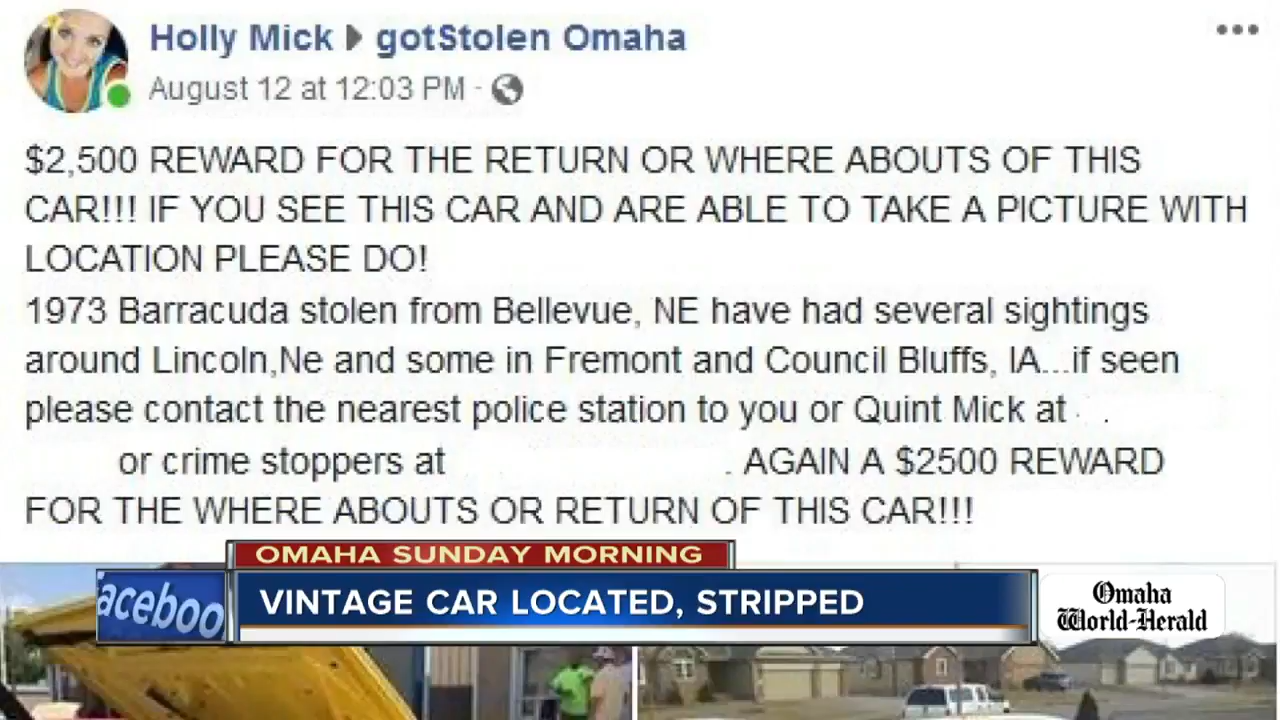 Holly Mick ▶ gotStolen Omaha
August 12 at 12:03 PM ·
$2,500 REWARD FOR THE RETURN OR WHERE ABOUTS OF THIS
CAR!!! IF YOU SEE THIS CAR AND ARE ABLE TO TAKE A PICTURE WITH
LOCATION PLEASE DO!
1973 Barracuda stolen from Bellevue, NE have had several sightings
around Lincoln,Ne and some in Fremont and Council Bluffs, IA...if seen
please contact the nearest police station to you or Quint Mick at .
or crime stoppers at . AGAIN A $2500 REWARD
FOR THE WHERE ABOUTS OR RETURN OF THIS CAR!!!
OMAHA SUNDAY MORNING
faceboo
VINTAGE CAR LOCATED, STRIPPED
Omaha
World-Herald